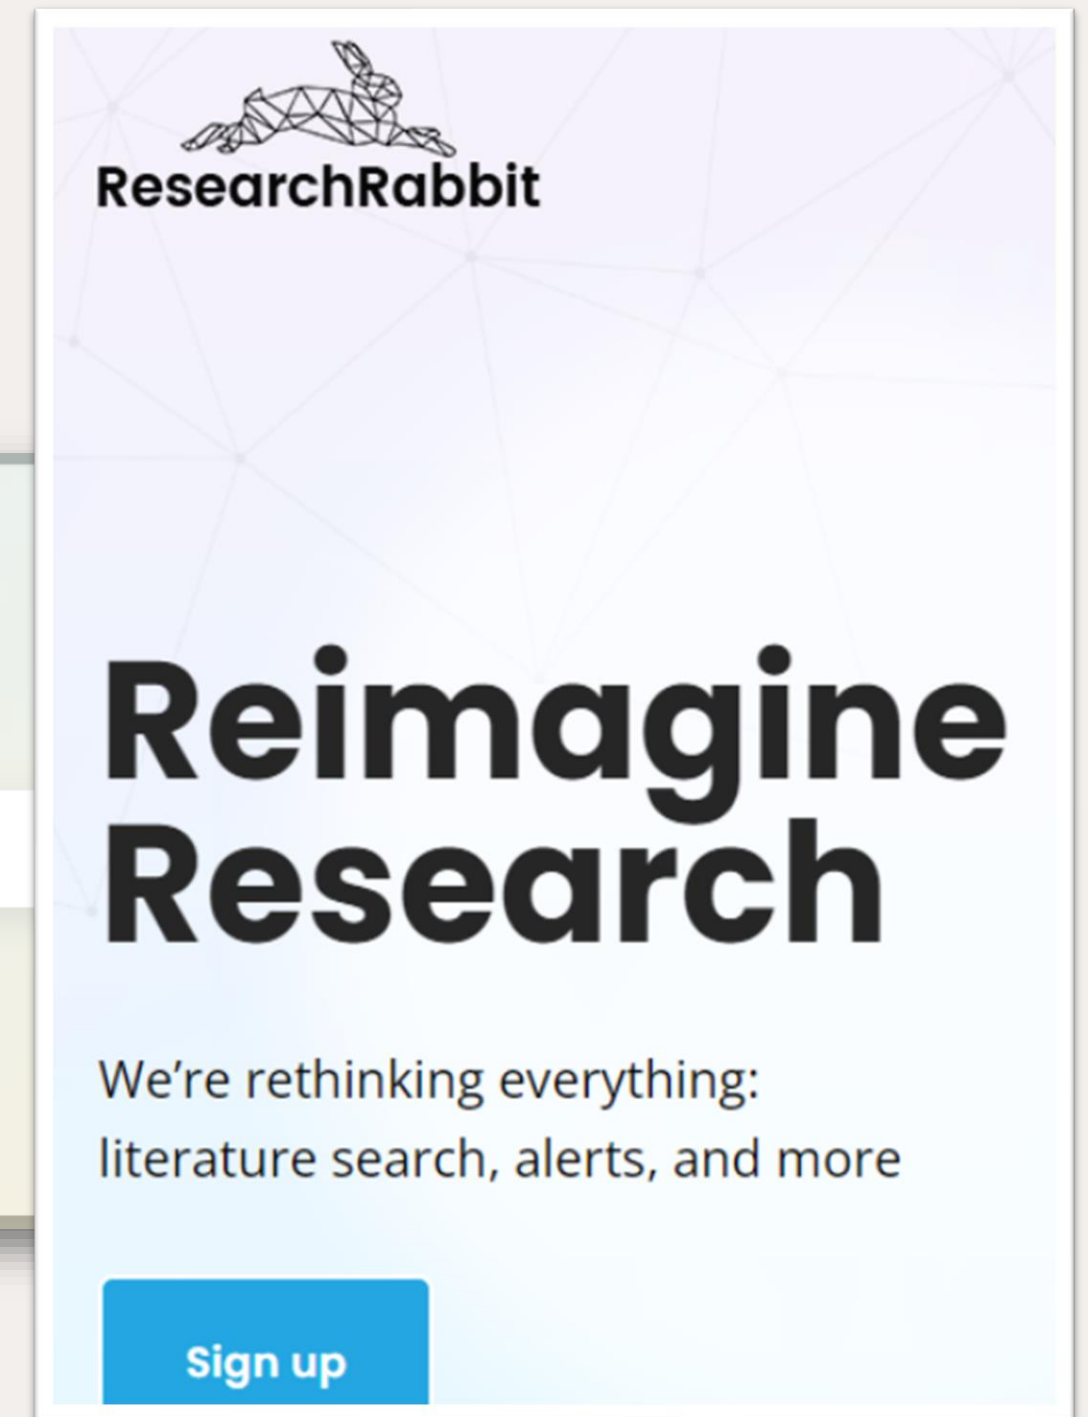 ResearchRabbit
Reimagine
Research
We’re rethinking everything:
literature search, alerts, and more
Sign up